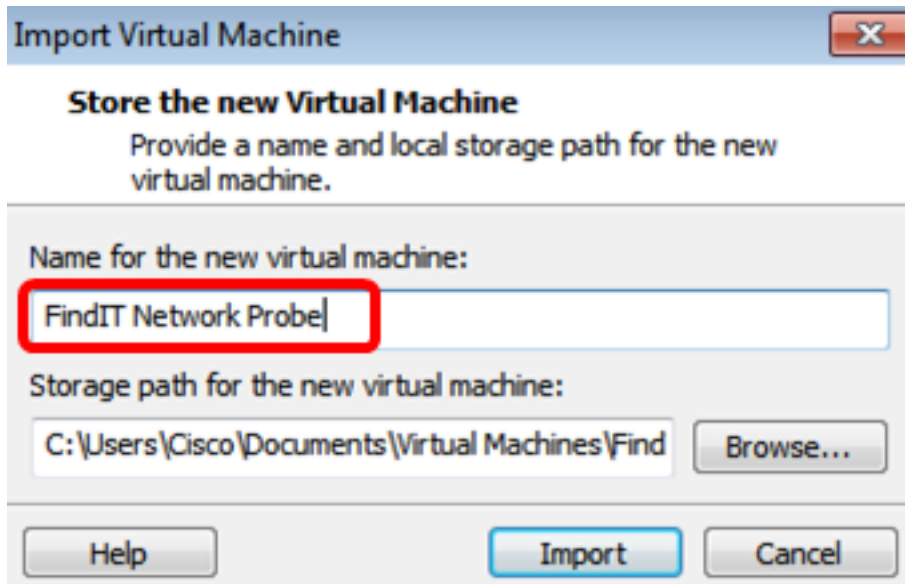 Import Virtual Machine
Store the new Virtual Machine
Provide a name and local storage path for the new
virtual machine.
Name for the new virtual machine:
FindIT Network Probe
Storage path for the new virtual machine:
C:\Users\Cisco\Documents\Virtual Machines\Find
Browse...
Help
Import
Cancel